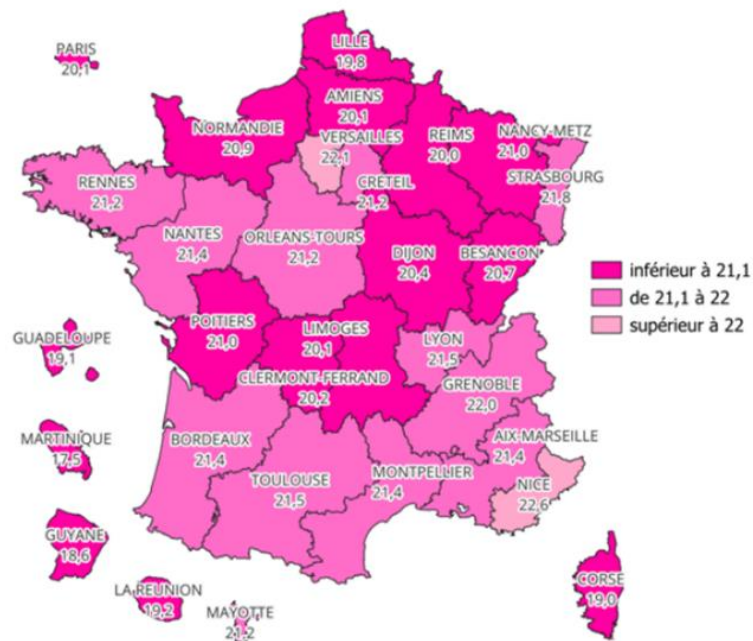 LILLE
19,8
PARIS
20,1
AMIENS
20,1
NORMANDIE
20,9
VERSAILLES
22,1
REIMS
20,0
NANCY-METZ
21,0
STRASBOURG
21,8
CRETEIL
21,2
RENNES
21,2
NANTES
21,4
ORLEANS-TOURS
21,2
DIJON
20,4
BESANCON
20,7
inférieur à 21,1
de 21,1 à 22
supérieur à 22
POITIERS
21,0
LIMOGES
20,1
LYON
21,5
GUADELOUPE
19,1
CLERMONT-FERRAND
20,2
GRENOBLE
22,0
MARTINIQUE
17,5
BORDEAUX
21,4
AIX-MARSEILLE
21,4
TOULOUSE
21,5
MONTPELLIER
21,4
NICE
22,6
GUYANE
18,6
LA REUNION
19,2
MAYOTTE
21,2
CORSE
19,0